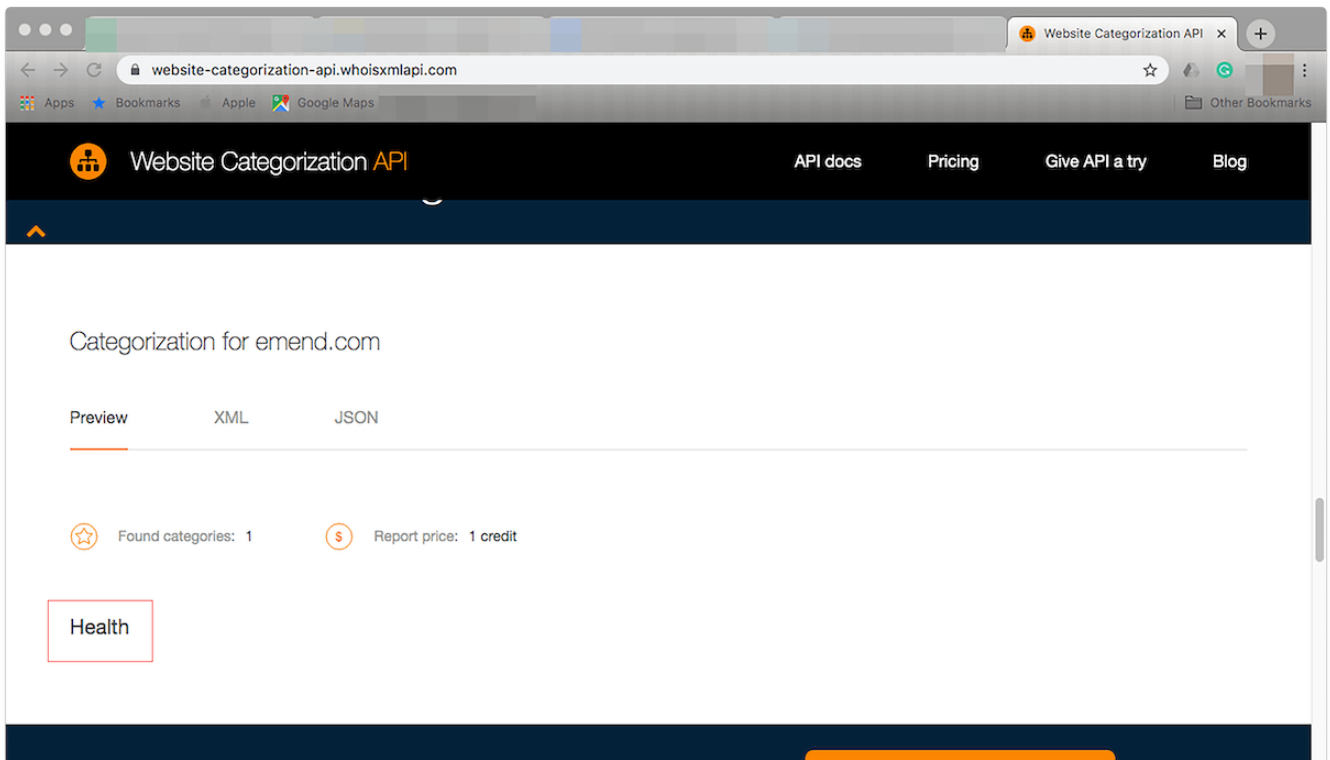 Website Categorization API
website-categorization-api.whoisxmlapi.com
Apps Bookmarks Apple Google Maps Other Bookmarks
Website Categorization API API docs Pricing Give API a try Blog
Categorization for emend.com
Preview XML JSON
Found categories: 1 Report price: 1 credit
Health